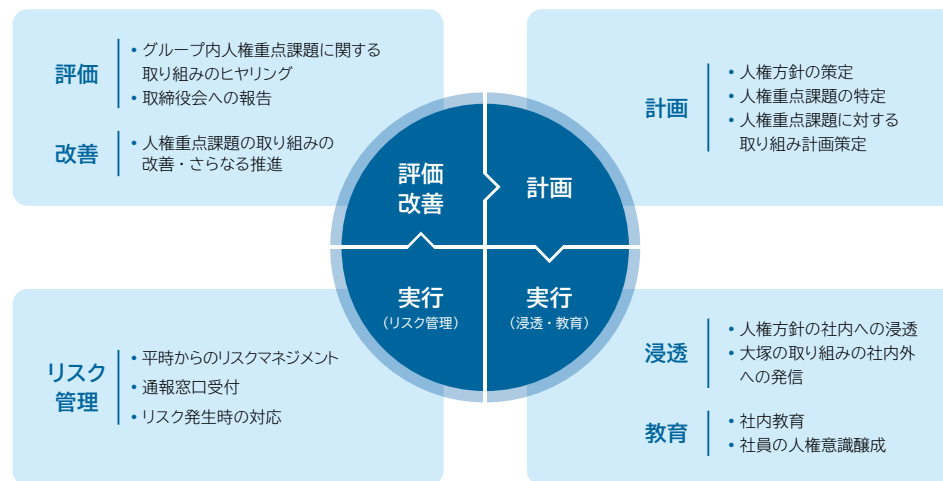 評価
• グループ内人権重点課題に関する
取り組みのヒヤリング
• 取締役会への報告
改善
• 人権重点課題の取り組みの
改善・さらなる推進
計画
• 人権方針の策定
• 人権重点課題の特定
• 人権重点課題に対する
取り組み計画策定
評価
改善
計画
実行
（リスク管理）
実行
（浸透・教育）
リスク
管理
• 平時からのリスクマネジメント
• 通報窓口受付
• リスク発生時の対応
浸透
• 人権方針の社内への浸透
• 大塚の取り組みの社内外
への発信
教育
• 社内教育
• 社員の人権意識醸成